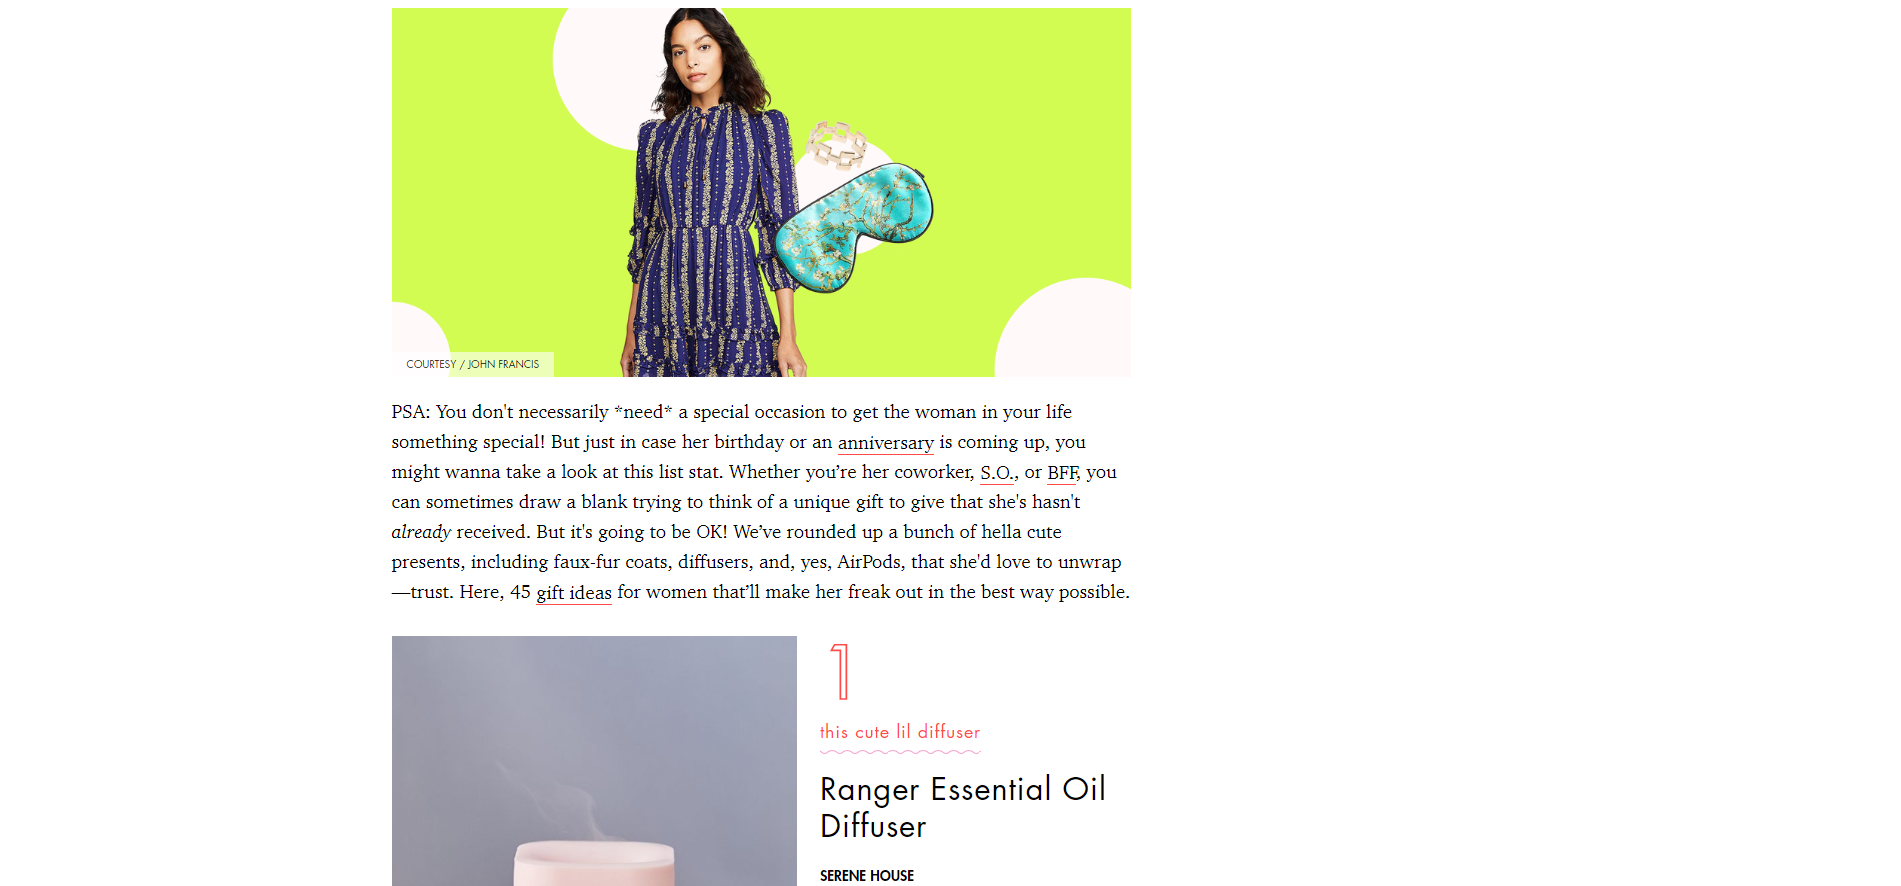 COURTESY / JOHN FRANCIS
PSA: You don't necessarily *need* a special occasion to get the woman in your life
something special! But just in case her birthday or an anniversary is coming up, you
might wanna take a look at this list stat. Whether you’re her coworker, S.O., or BFF, you
can sometimes draw a blank trying to think of a unique gift to give that she's hasn't
already received. But it's going to be OK! We’ve rounded up a bunch of hella cute
presents, including faux-fur coats, diffusers, and, yes, AirPods, that she'd love to unwrap
—trust. Here, 45 gift ideas for women that’ll make her freak out in the best way possible.
1
this cute lil diffuser
Ranger Essential Oil
Diffuser
SERENE HOUSE